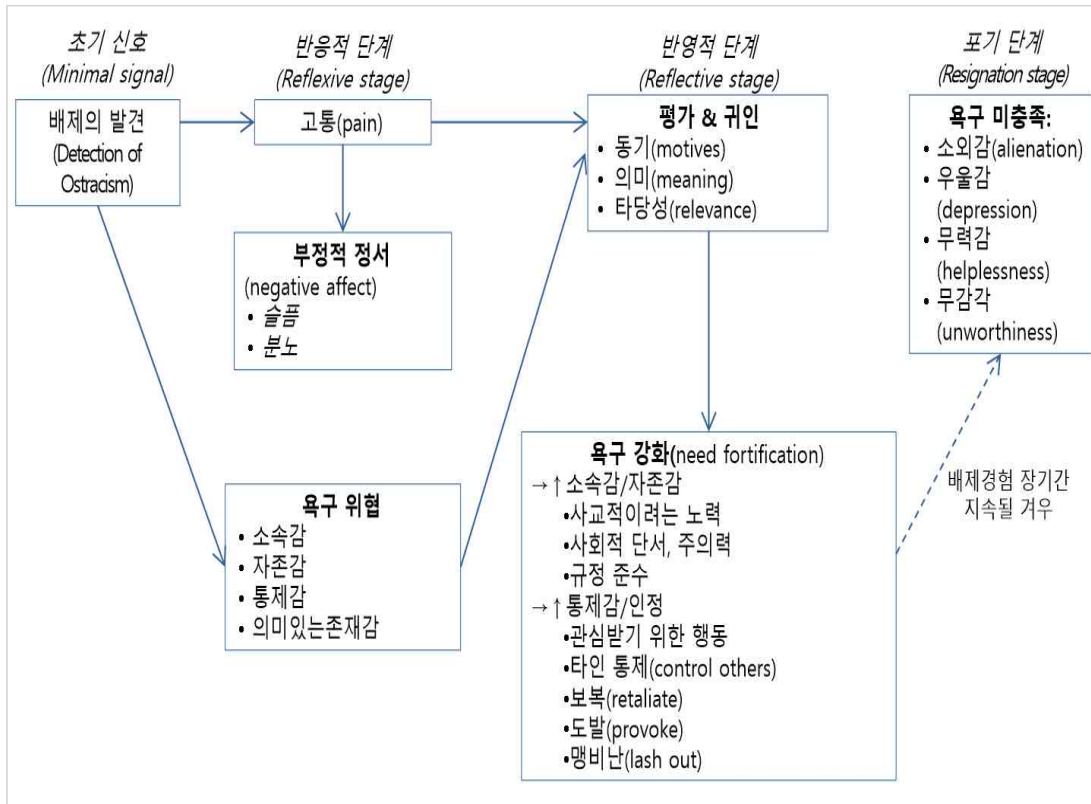 초기 신호
(Minimal signal)
배제의 발견
(Detection of
Ostracism)
반응적 단계
(Reflexive stage)
고통(pain)
부정적 정서
(negative affect)
• 슬픔
• 분노
욕구 위협
• 소속감
• 자존감
• 통제감
• 의미있는존재감
반영적 단계
(Reflective stage)
평가 & 귀인
• 동기(motives)
• 의미(meaning)
• 타당성(relevance)
욕구 강화(need fortification)
→↑소속감/자존감
•사교적이려는 노력
•사회적 단서, 주의력
•규정 준수
→↑통제감/인정
•관심받기 위한 행동
•타인 통제(control others)
•보복(retaliate)
•도발(provoke)
•맹비난(lash out)
포기 단계
(Resignation stage)
욕구 미충족:
• 소외감(alienation)
• 우울감
(depression)
• 무력감
(helplessness)
• 무감각
(unworthiness)
배제경험 장기간
지속될 겨우